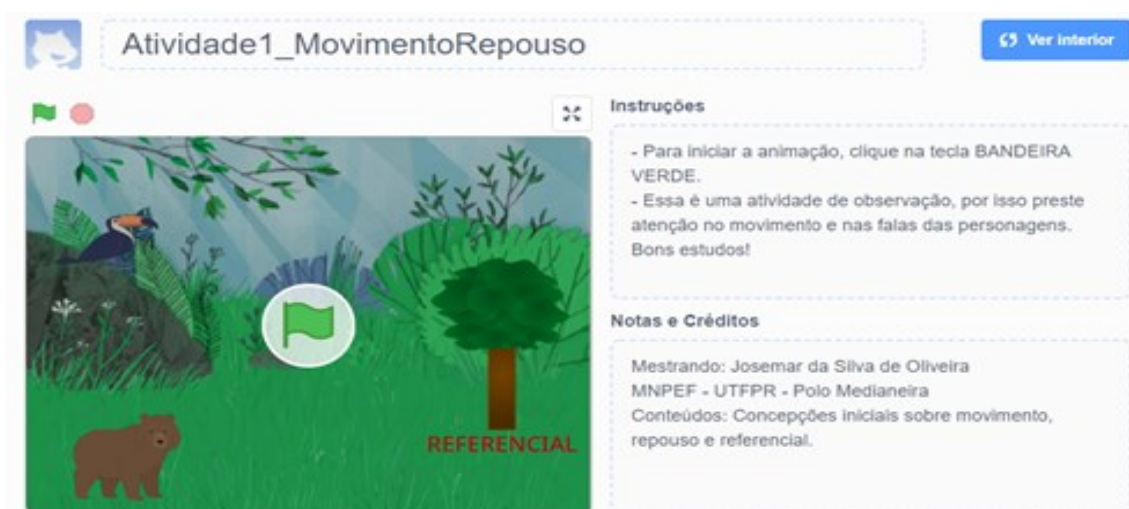 Atividade1_MovimentoRepouso
Ver interior
Instruções
- Para iniciar a animação, clique na tecla BANDEIRA
VERDE.
- Essa é uma atividade de observação, por isso preste
atenção no movimento e nas falas das personagens.
Bons estudos!
REFERENCIAL
Notas e Créditos
Mestrando: Josemar da Silva de Oliveira
MNPEF - UTFPR - Polo Medianeira
Conteúdos: Concepções iniciais sobre movimento,
repouso e referencial.